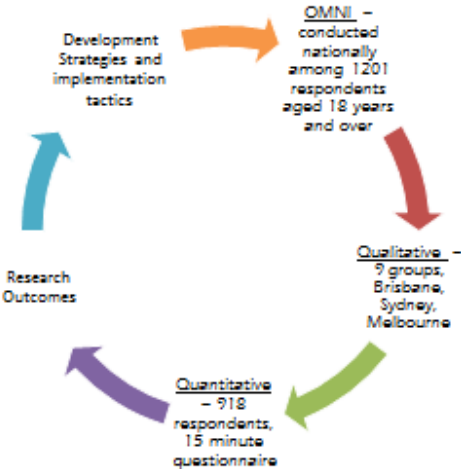 OMNI –
conducted
nationally
among 1201
respondents
aged 18 years
and over
Qualitative –
9 groups,
Brisbane,
Sydney,
Melbourne
Quantitative
– 918
respondents,
15 minute
questionnaire
Research
Outcomes
Development
Strategies and
implementation
tactics